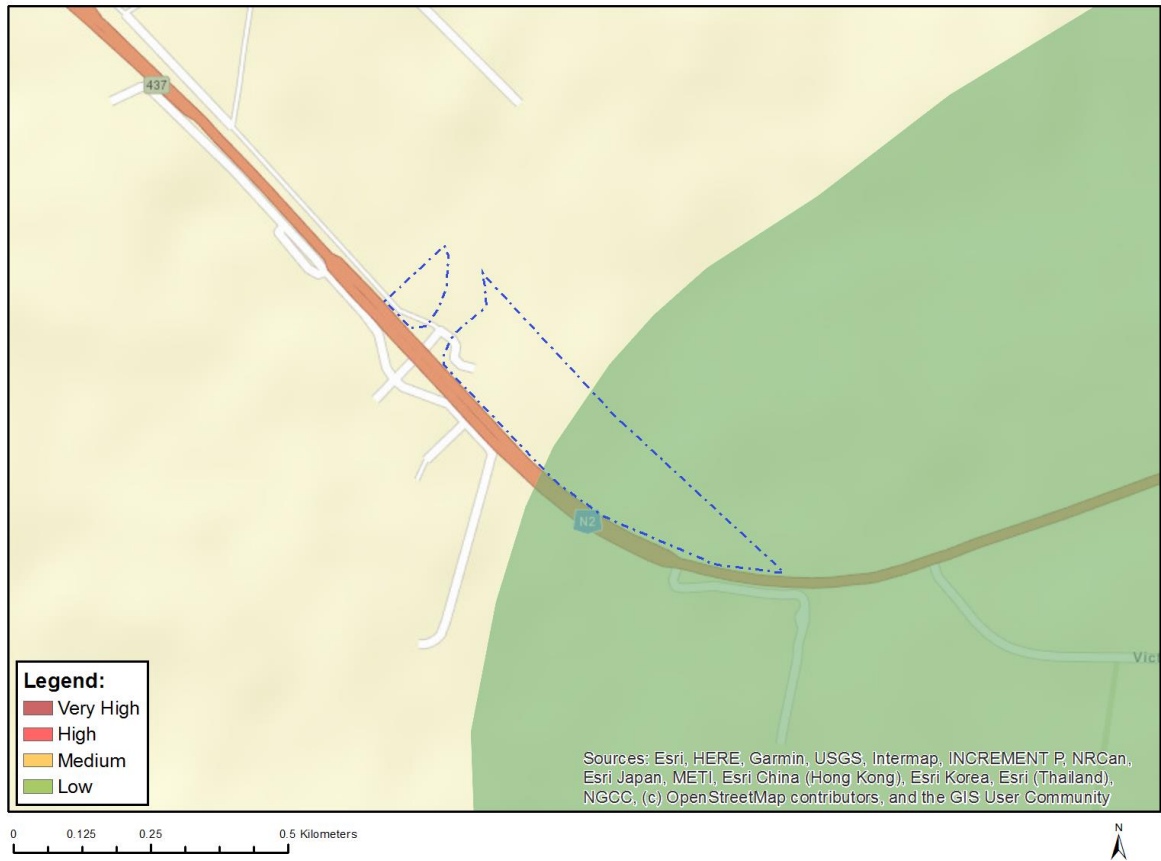 437
N2
Vict
Legend:
Very High
High
Medium
Low
Sources: Esri, HERE, Garmin, USGS, Intermap, INCREMENT P, NRCan,
Esri Japan, METI, Esri China (Hong Kong), Esri Korea, Esri (Thailand),
NGCC, (c) OpenStreetMap contributors, and the GIS User Community
0 0.125 0.25 0.5 Kilometers
N